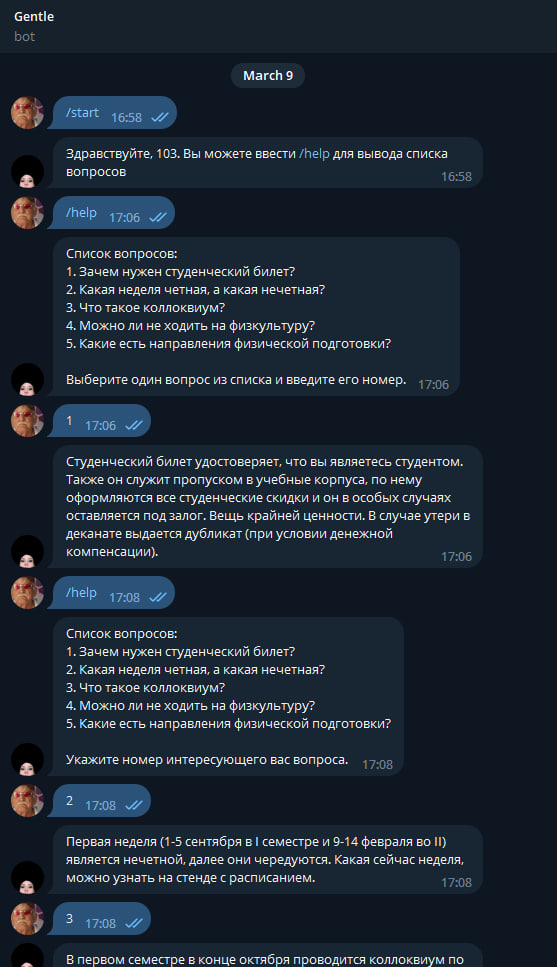 Gentle
bot
March 9
/start 16:58
Здравствуйте, 103. Вы можете ввести /help для вывода списка
вопросов 16:58
/help 17:06
Список вопросов:
1. Зачем нужен студенческий билет?
2. Какая неделя четная, а какая нечетная?
3. Что такое коллоквиум?
4. Можно ли не ходить на физкультуру?
5. Какие есть направления физической подготовки?
Выберите один вопрос из списка и введите его номер. 17:06
1 17:06
Студенческий билет удостоверяет, что вы являетесь студентом.
Также он служит пропуском в учебные корпуса, по нему
оформляются все студенческие скидки и он в особых случаях
оставляется под залог. Вещь крайней ценности. В случае утери в
деканате выдается дубликат (при условии денежной
компенсации). 17:06
/help 17:08
Список вопросов:
1. Зачем нужен студенческий билет?
2. Какая неделя четная, а какая нечетная?
3. Что такое коллоквиум?
4. Можно ли не ходить на физкультуру?
5. Какие есть направления физической подготовки?
Укажите номер интересующего вас вопроса. 17:08
2 17:08
Первая неделя (1-5 сентября в I семестре и 9-14 февраля во II)
является нечетной, далее они чередуются. Какая сейчас неделя,
можно узнать на стенде с расписанием. 17:08
3 17:08
В первом семестре в конце октября проводится коллоквиум по